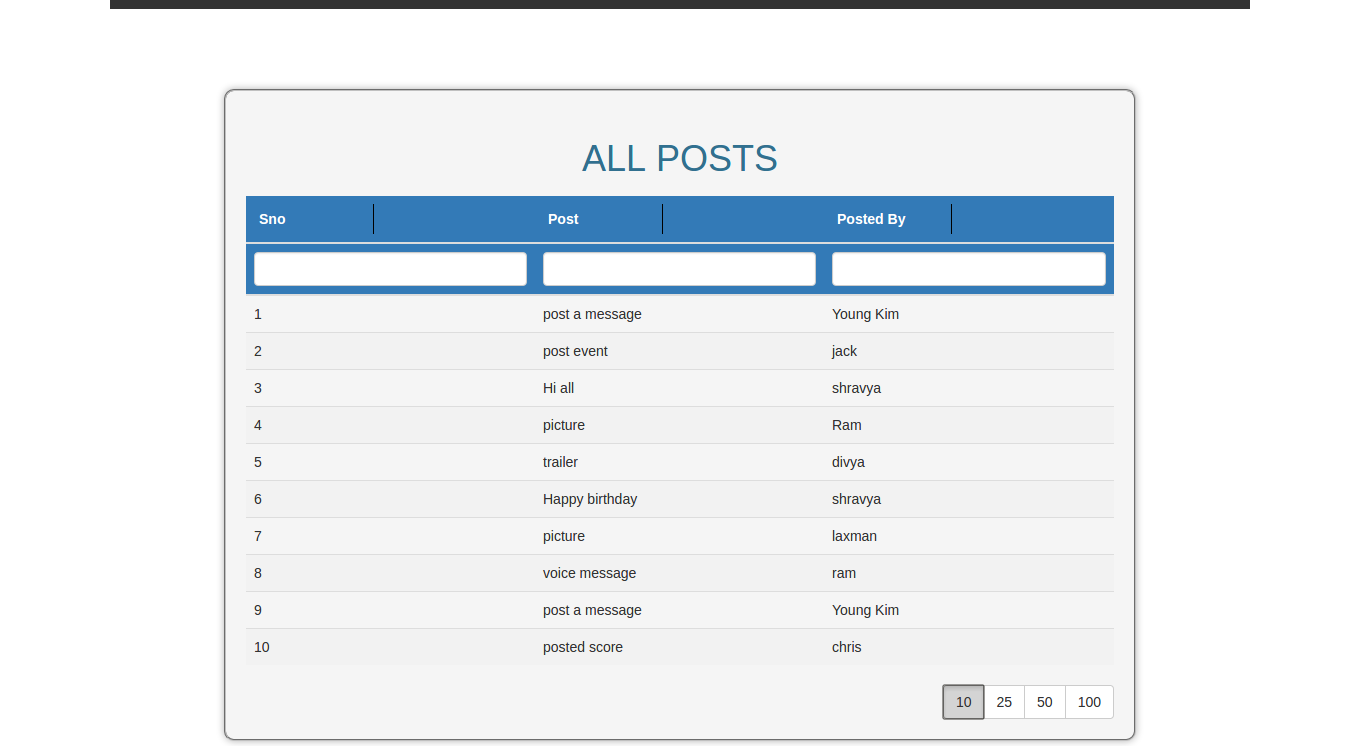 ALL POSTS
Sno Post Posted By
1 post a message Young Kim
2 post event jack
3 Hi all shravya
4 picture Ram
5 trailer divya
6 Happy birthday shravya
7 picture laxman
8 voice message ram
9 post a message Young Kim
10 posted score chris
10 25 50 100